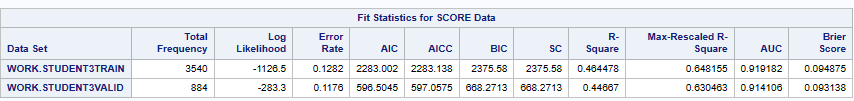 Fit Statistics for SCORE Data
Data Set Total Frequency Log Likelihood Error Rate AIC AICC BIC SC R-Square Max-Rescaled R-Square AUC Brier Score
WORK.STUDENT3TRAIN 3540 -1126.5 0.1282 2283.002 2283.138 2375.58 2375.58 0.464478 0.648155 0.919182 0.094875
WORK.STUDENT3VALID 884 -283.3 0.1176 596.5045 597.0575 668.2713 668.2713 0.44667 0.630463 0.914106 0.093138